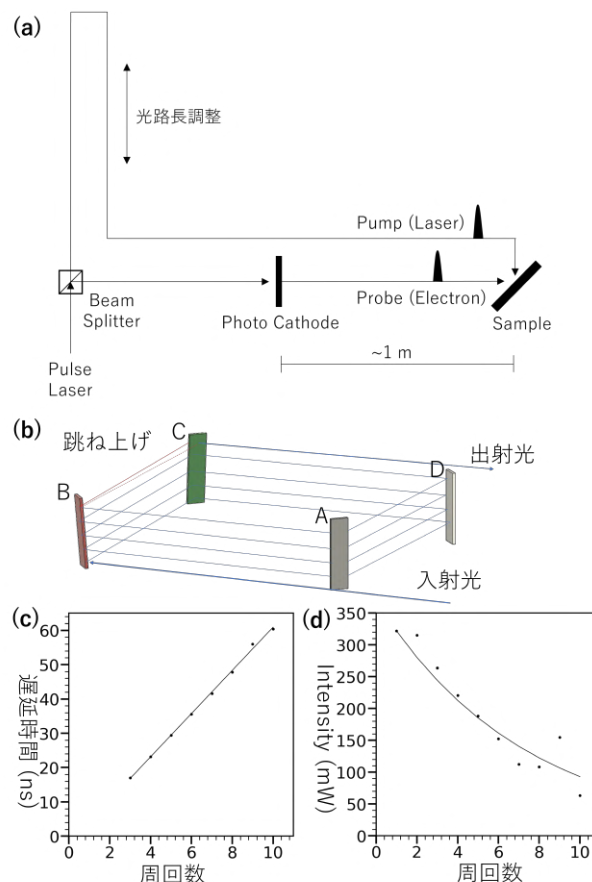 (a)
光路長調整
Pump (Laser)
Beam
Splitter
Photo Cathode
Probe (Electron)
Sample
~1 m
Pulse
Laser
(b)
跳ね上げ
C
出射光
D
B
A
入射光
(c)
60
50
40
30
20
10
0
0 2 4 6 8 10
遅延時間 (ns)
周回数
(d)
350
300
250
200
150
100
50
0
0 2 4 6 8 10
Intensity (mW)
周回数